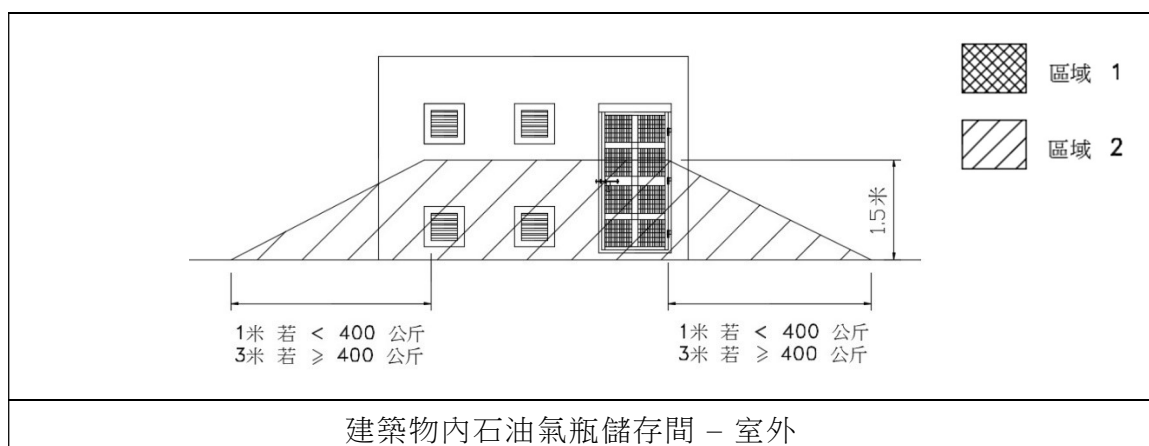 區域 1
區域 2
1.5米
1米 若 < 400 公斤
3米 若 ≥ 400 公斤
1米 若 < 400 公斤
3米 若 ≥ 400 公斤
建築物內石油氣瓶儲存間 – 室外